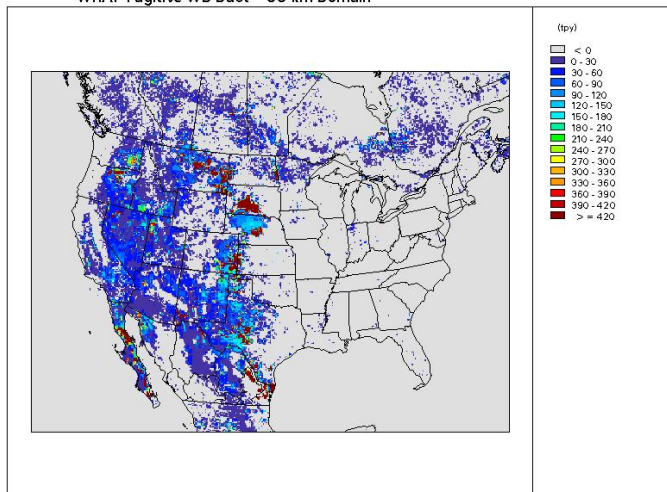 WRAP Fugitive WB Dust - 36 km Domain
(tpy)
< 0
0 - 30
30 - 60
60 - 90
90 - 120
120 - 150
150 - 180
180 - 210
210 - 240
240 - 270
270 - 300
300 - 330
330 - 360
360 - 390
390 - 420
> = 420